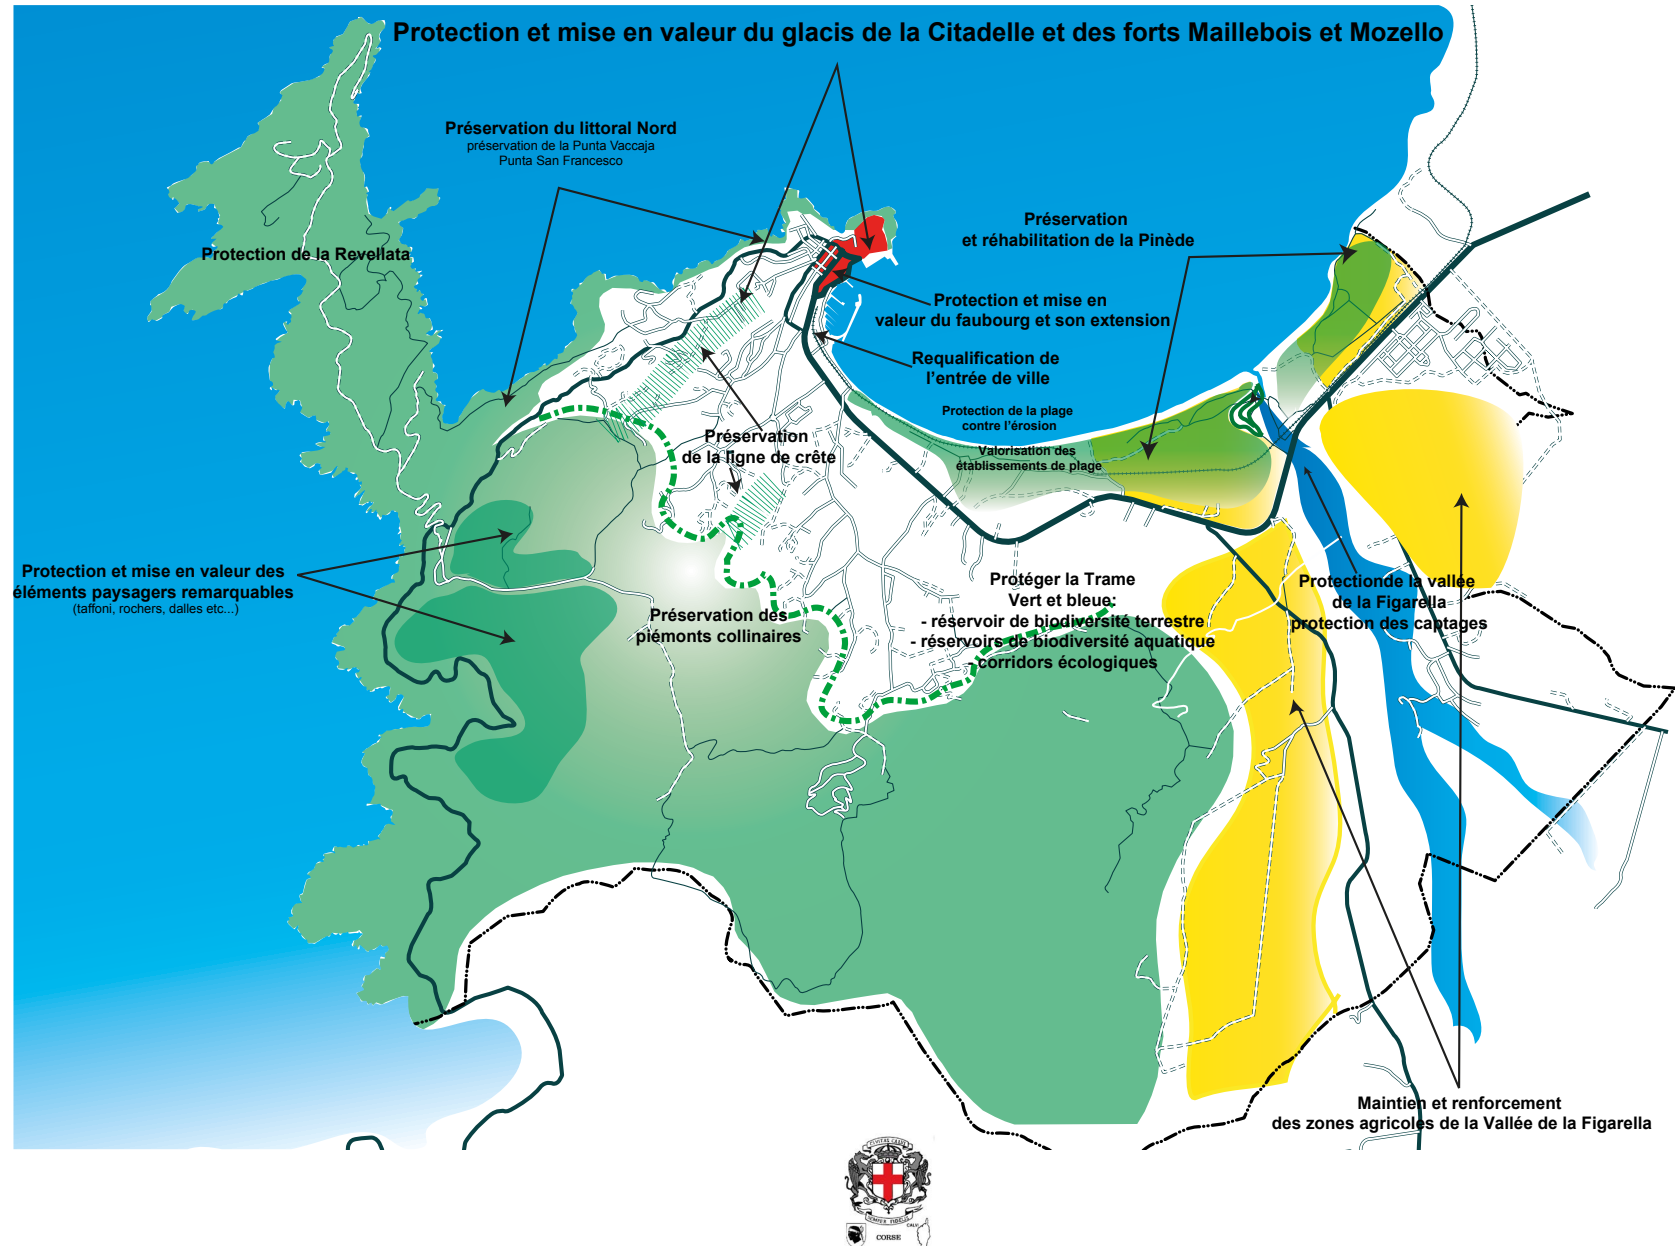 Protection et mise en valeur du glacis de la Citadelle et des forts Maillebois et Mozello
Préservation du littoral Nord
préservation de la Punta Vaccaja
Punta San Francesco
Protection de la Revellata
Préservation
et réhabilitation de la Pinède
Protection et mise en
valeur du faubourg et son extension
Requalification de
l'entrée de ville
Protection de la plage
contre l'érosion
Valorisation des
établissements de plage
Préservation
de la ligne de crête
Protection et mise en valeur des
éléments paysagers remarquables
(taffoni, rochers, dalles etc...)
Préservation des
piémonts collinaires
Protéger la Trame
Vert et bleue:
- réservoir de biodiversité terrestre
- réservoirs de biodiversité aquatique
- corridors écologiques
Protectionde la vallée
de la Figarella
protection des captages
Maintien et renforcement
des zones agricoles de la Vallée de la Figarella
CIVITAS CALVI
SEMPER FIDELIS
CALVI
CORSE